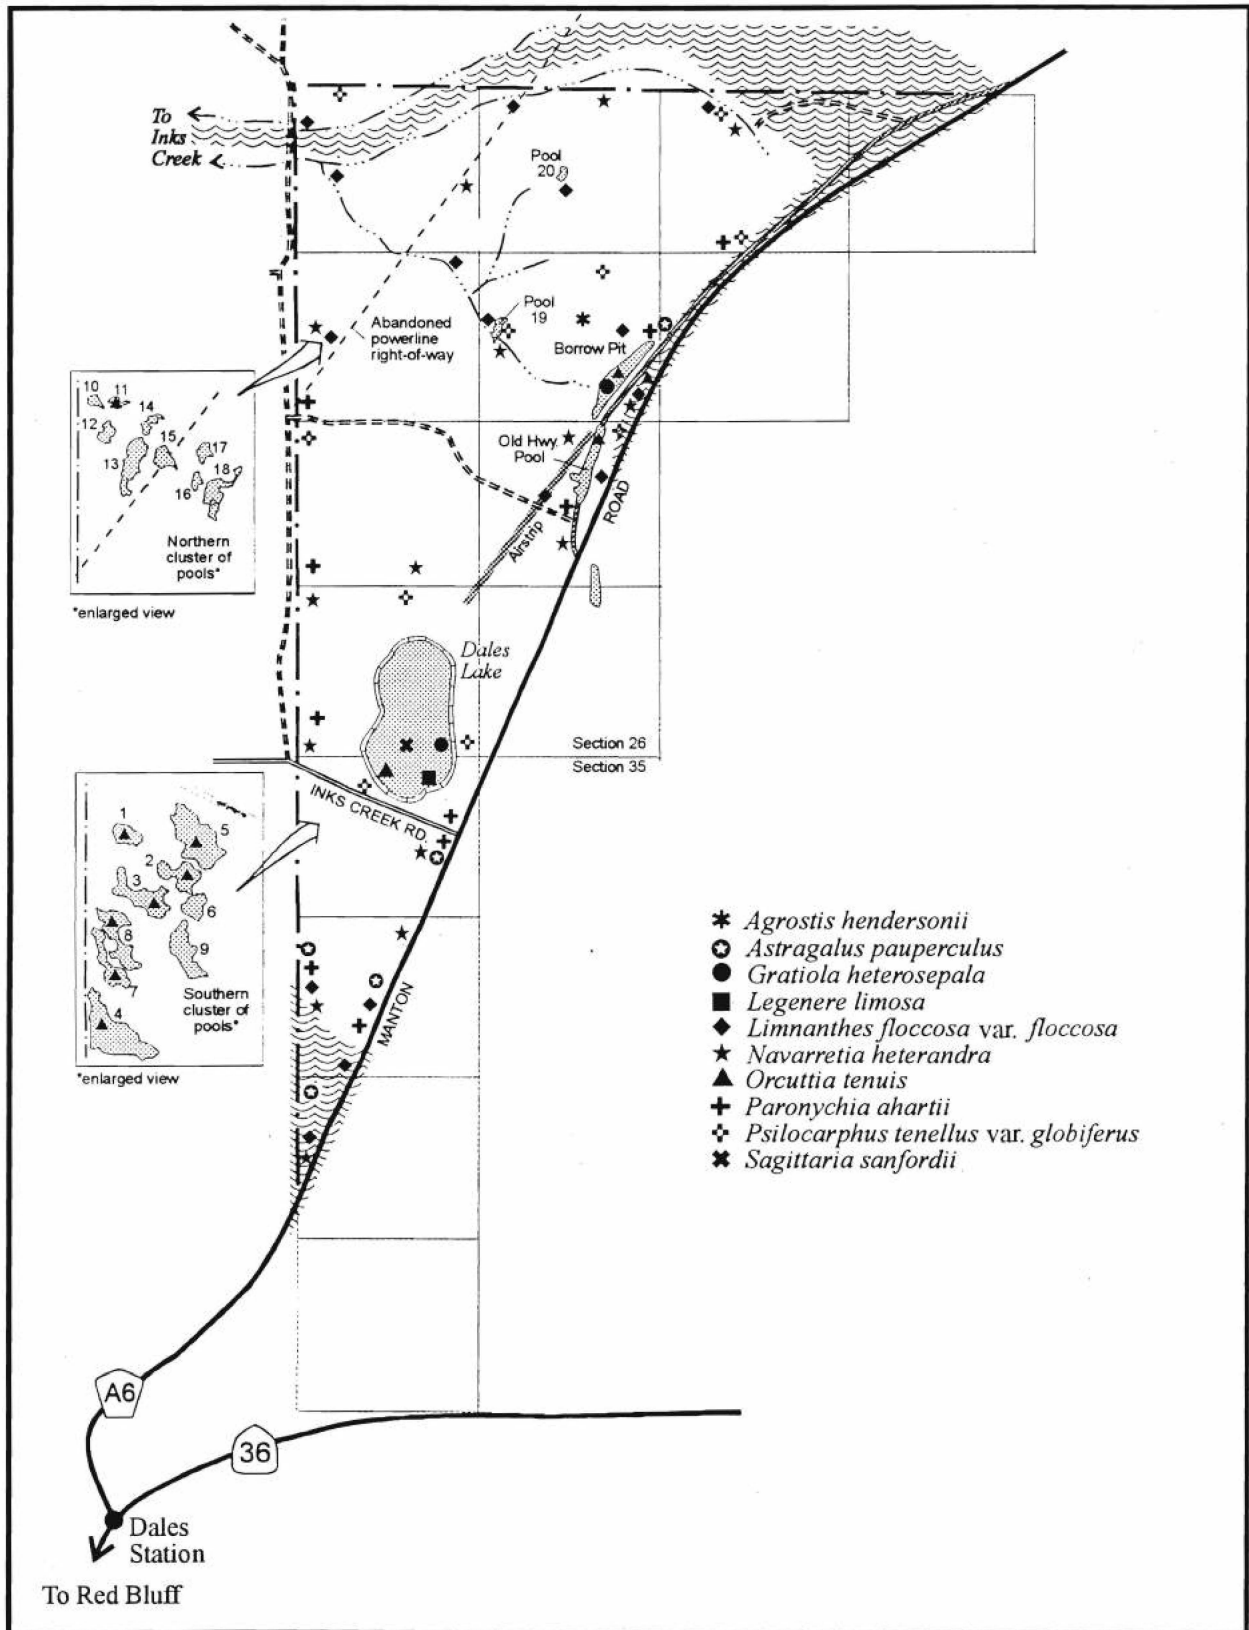 To
Inks
Creek
Pool
20
Pool
19
Abandoned
powerline
right-of-way
Borrow Pit
10
11
14
12
15
17
13
18
16
Northern
cluster of
pools*
*enlarged view
Old Hwy.
Pool
Airstrip
ROAD
Dales
Lake
Section 26
Section 35
INKS CREEK RD.
1
5
2
3
6
8
9
7
4
Southern
cluster of
pools*
*enlarged view
MANTON
Agrostis hendersonii
Astragalus pauperculus
Gratiola heterosepala
Legenere limosa
Limnanthes floccosa var. floccosa
Navarretia heterandra
Orcuttia tenuis
Paronychia ahartii
Psilocarphus tenellus var. globiferus
Sagittaria sanfordii
A6
36
Dales
Station
To Red Bluff